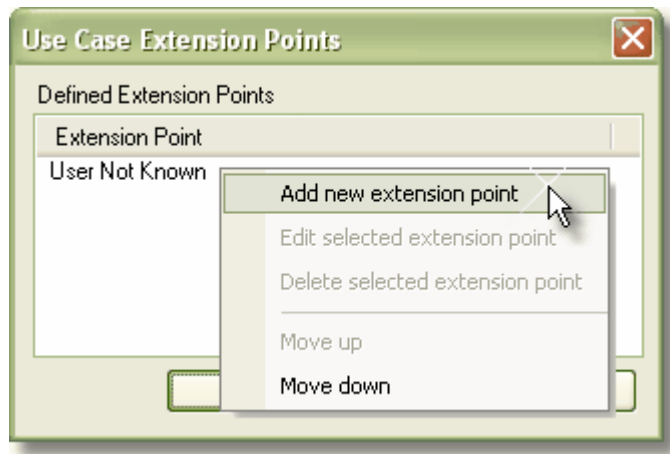 Use Case Extension Points
Defined Extension Points
Extension Point
User Not Known
Add new extension point
Edit selected extension point
Delete selected extension point
Move up
Move down